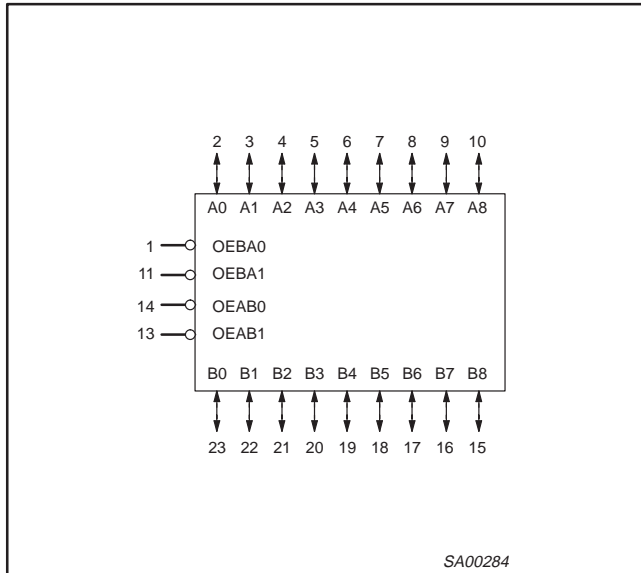 2 3 4 5 6 7 8 9 10
A0 A1 A2 A3 A4 A5 A6 A7 A8
1 OEBA0
11 OEBA1
14 OEAB0
13 OEAB1
B0 B1 B2 B3 B4 B5 B6 B7 B8
23 22 21 20 19 18 17 16 15
SA00284